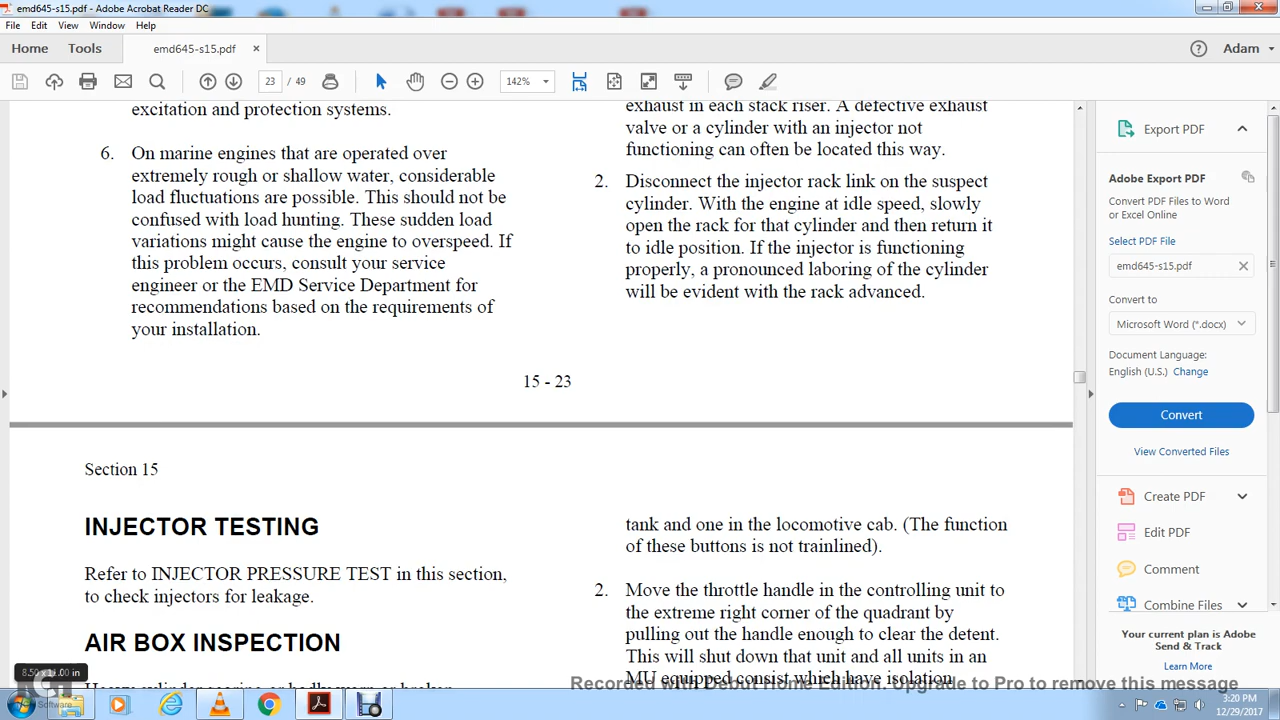 emd645-s15.pdf - Adobe Acrobat Reader DC
File Edit View Window Help
Home Tools emd645-s15.pdf × Adam
23 / 49 142%
excitation and protection systems.
6. On marine engines that are operated over
extremely rough or shallow water, considerable
load fluctuations are possible. This should not be
confused with load hunting. These sudden load
variations might cause the engine to overspeed. If
this problem occurs, consult your service
engineer or the EMD Service Department for
recommendations based on the requirements of
your installation.
exhaust in each stack riser. A defective exhaust
valve or a cylinder with an injector not
functioning can often be located this way.
2. Disconnect the injector rack link on the suspect
cylinder. With the engine at idle speed, slowly
open the rack for that cylinder and then return it
to idle position. If the injector is functioning
properly, a pronounced laboring of the cylinder
will be evident with the rack advanced.
15 - 23
Section 15
INJECTOR TESTING
Refer to INJECTOR PRESSURE TEST in this section,
to check injectors for leakage.
AIR BOX INSPECTION
tank and one in the locomotive cab. (The function
of these buttons is not trainlined).
2. Move the throttle handle in the controlling unit to
the extreme right corner of the quadrant by
pulling out the handle enough to clear the detent.
This will shut down that unit and all units in an
MU equipped consist which have isolation
Export PDF
Adobe Export PDF
Convert PDF Files to Word
or Excel Online
Select PDF File
emd645-s15.pdf
Convert to
Microsoft Word (*.docx)
Document Language:
English (U.S.) Change
Convert
View Converted Files
Create PDF
Edit PDF
Comment
Combine Files
Your current plan is Adobe
Send & Track
Learn More
8.50 x 11.00 in
Software
Recorded with Debut Home Edition. Upgrade to Pro to remove this message
3:20 PM
12/29/2017